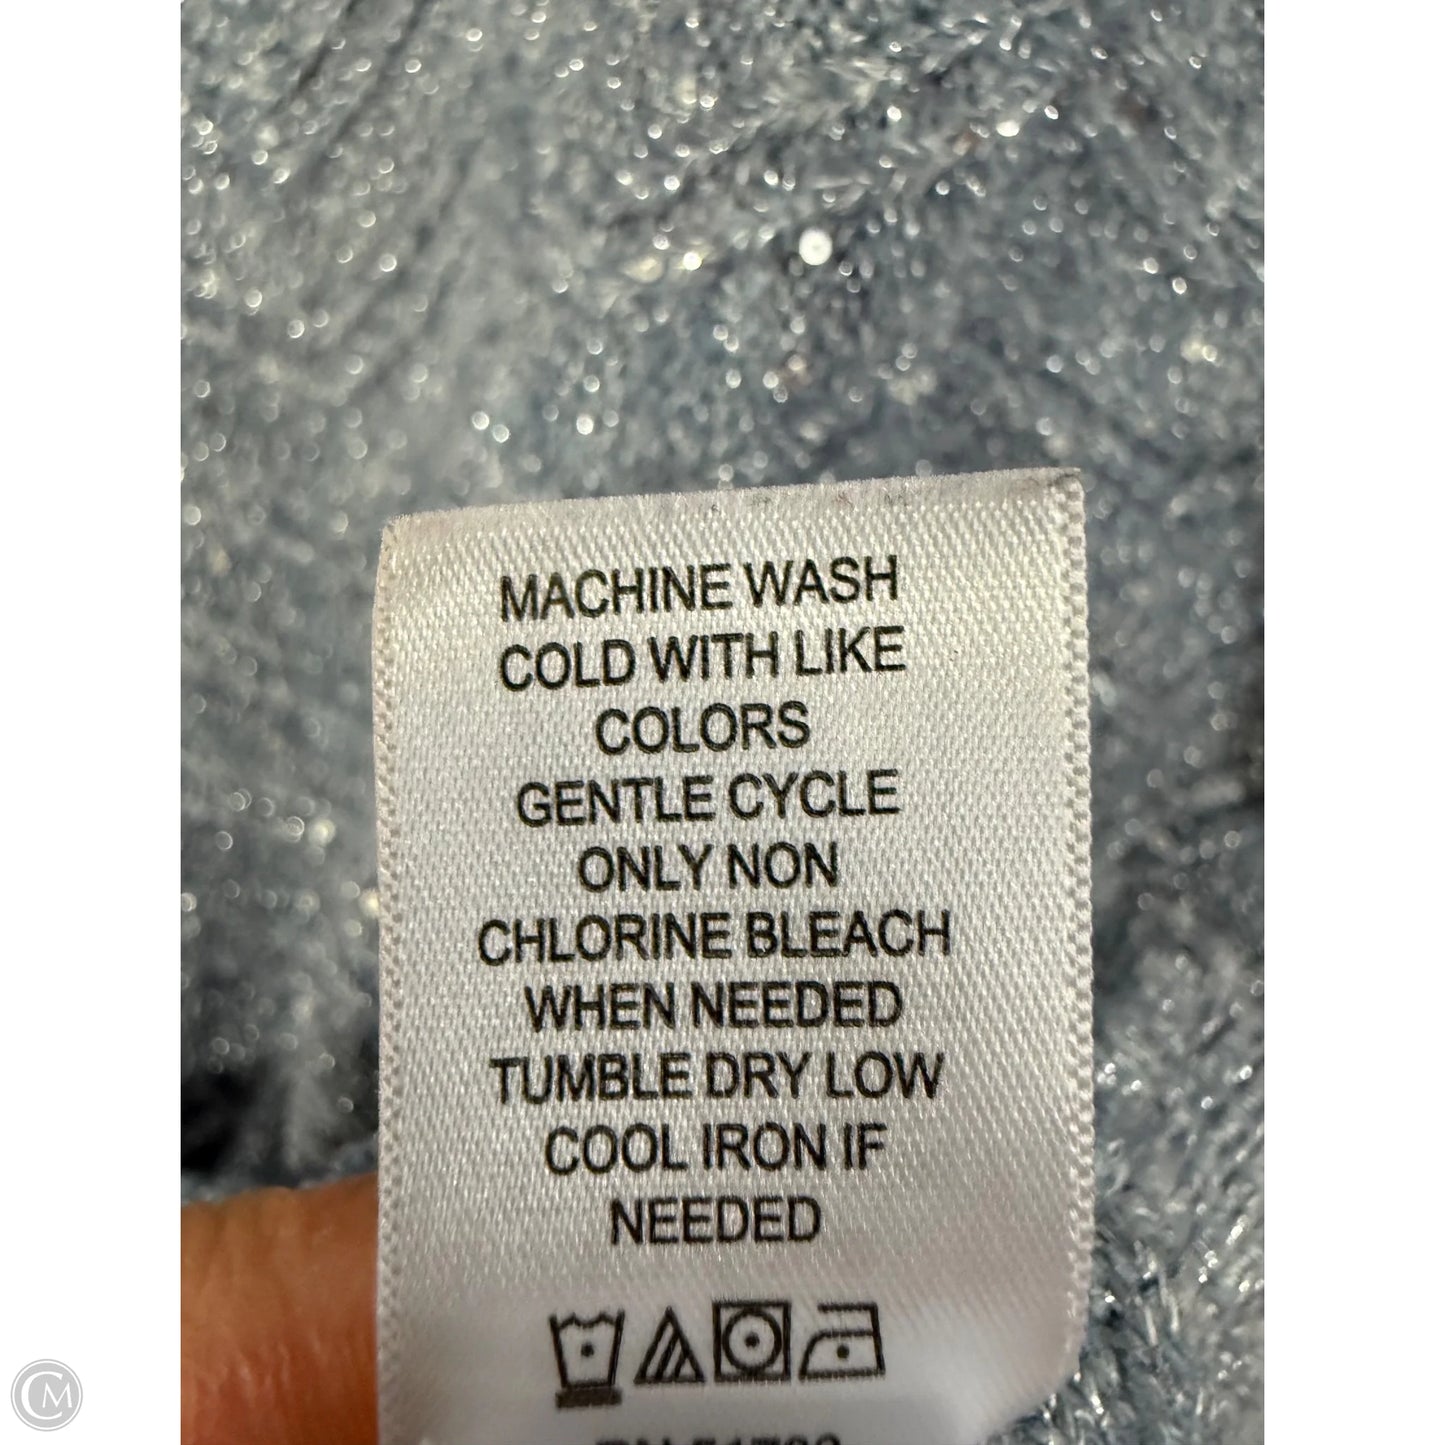 MACHINE WASH
COLD WITH LIKE
COLORS
GENTLE CYCLE
ONLY NON
CHLORINE BLEACH
WHEN NEEDED
TUMBLE DRY LOW
COOL IRON IF
NEEDED
CM